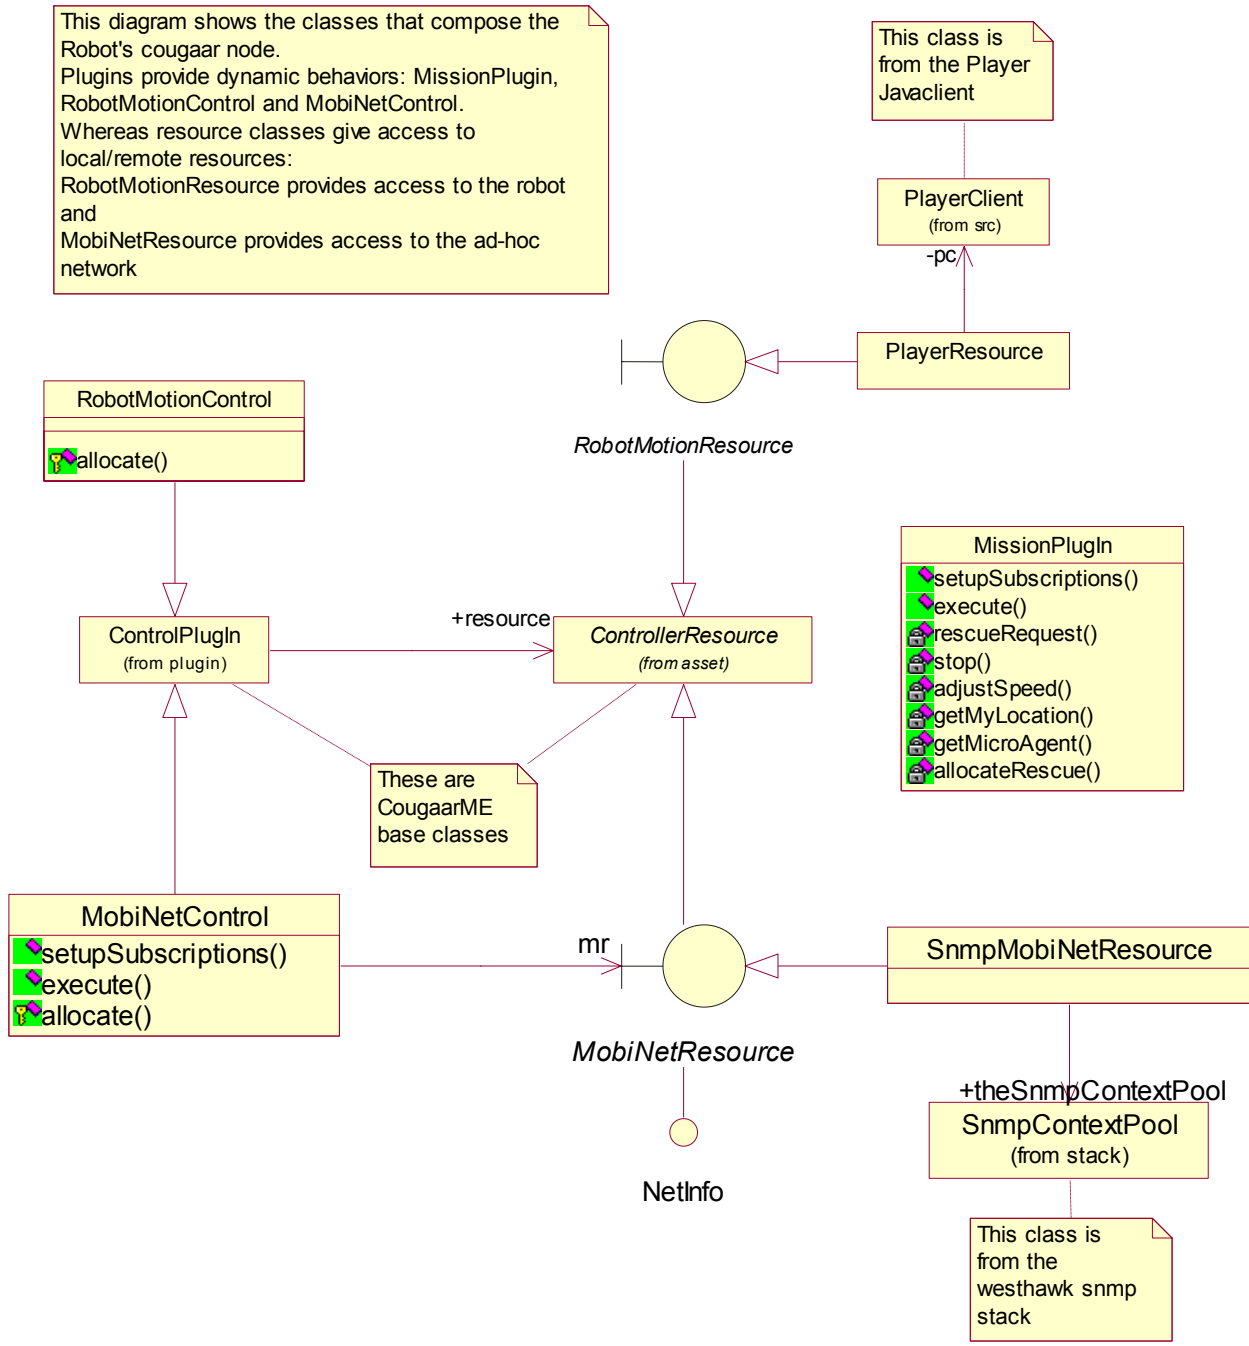 This diagram shows the classes that compose the
Robot's cougaar node.
Plugins provide dynamic behaviors: MissionPlugin,
RobotMotionControl and MobiNetControl.
Whereas resource classes give access to
local/remote resources:
RobotMotionResource provides access to the robot
and
MobiNetResource provides access to the ad-hoc
network
This class is
from the Player
Javaclient
PlayerClient
(from src)
-pc
PlayerResource
RobotMotionResource
RobotMotionControl
allocate()
ControlPlugIn
(from plugin)
+resource
ControllerResource
(from asset)
MissionPlugIn
setupSubscriptions()
execute()
rescueRequest()
stop()
adjustSpeed()
getMyLocation()
getMicroAgent()
allocateRescue()
These are
CougaarME
base classes
MobiNetControl
setupSubscriptions()
execute()
allocate()
mr
MobiNetResource
NetInfo
SnmpMobiNetResource
+theSnmpContextPool
SnmpContextPool
(from stack)
This class is
from the
westhawk snmp
stack